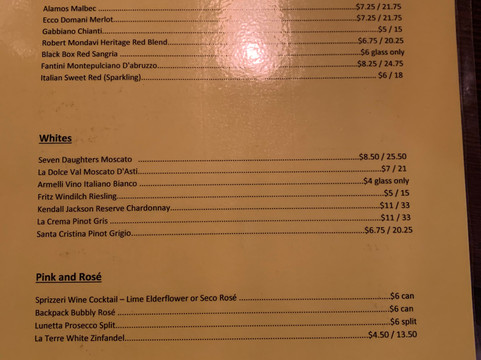 Alamos Malbec ........ $7.25 / 21.75
Ecco Domani Merlot........ $7.25 / 21.75
Gabbiano Chianti........ $5 / 15
Robert Mondavi Heritage Red Blend........ $6.75 / 20.25
Black Box Red Sangria ........ $6 glass only
Fantini Montepulciano D'abruzzo........ $8.25 / 24.75
Italian Sweet Red (Sparkling)........ $6 / 18
Whites
Seven Daughters Moscato ........ $8.50 / 25.50
La Dolce Val Moscato D'Asti........ $7 / 21
Armelli Vino Italiano Bianco ........ $4 glass only
Fritz Windilch Riesling........ $5 / 15
Kendall Jackson Reserve Chardonnay........ $11 / 33
La Crema Pinot Gris ........ $11 / 33
Santa Cristina Pinot Grigio........ $6.75 / 20.25
Pink and Rosé
Sprizzeri Wine Cocktail – Lime Elderflower or Seco Rosé ........ $6 can
Backpack Bubbly Rosé ........ $6 can
Lunetta Prosecco Split........ $6 split
La Terre White Zinfandel........ $4.50 / 13.50